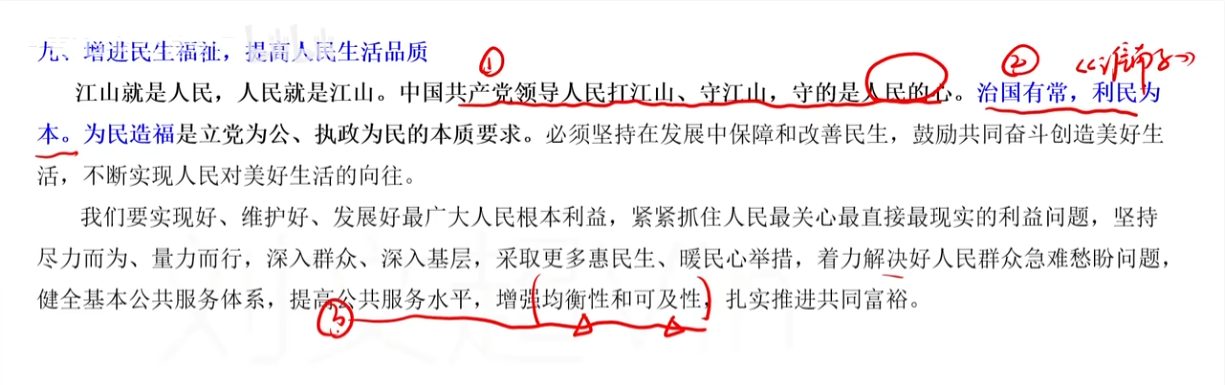 九、增进民生福祉，提高人民生活品质
① ② 《淮南子》
江山就是人民，人民就是江山。中国共产党领导人民打江山、守江山，守的是人民的心。治国有常，利民为
本。为民造福是立党为公、执政为民的本质要求。必须坚持在发展中保障和改善民生，鼓励共同奋斗创造美好生
活，不断实现人民对美好生活的向往。
我们要实现好、维护好、发展好最广大人民根本利益，紧紧抓住人民最关心最直接最现实的利益问题，坚持
尽力而为、量力而行，深入群众、深入基层，采取更多惠民生、暖民心举措，着力解决好人民群众急难愁盼问题，
健全基本公共服务体系，提高公共服务水平，增强均衡性和可及性，扎实推进共同富裕。
③